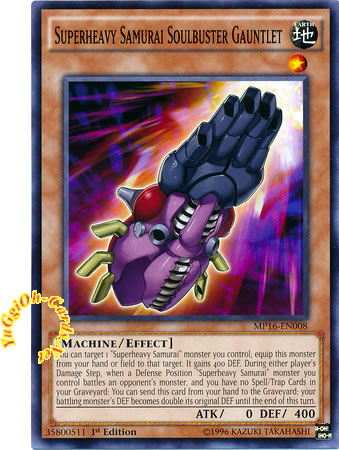 SUPERHEAVY SAMURAI SOULBUSTER GAUNTLET
EARTH
地
MP16-EN008
[MACHINE/EFFECT]
You can target 1 "Superheavy Samurai" monster you control; equip this monster
from your hand or field to that target. It gains 400 DEF. During either player's
Damage Step, when a Defense Position "Superheavy Samurai" monster you
control battles an opponent's monster, and you have no Spell/Trap Cards in
your Graveyard: You can send this card from your hand to the Graveyard; your
battling monster's DEF becomes double its original DEF until the end of this turn.
ATK/ 0 DEF/ 400
35800511 1st Edition ©1996 KAZUKI TAKAHASHI
YuGiOh-Card.Net